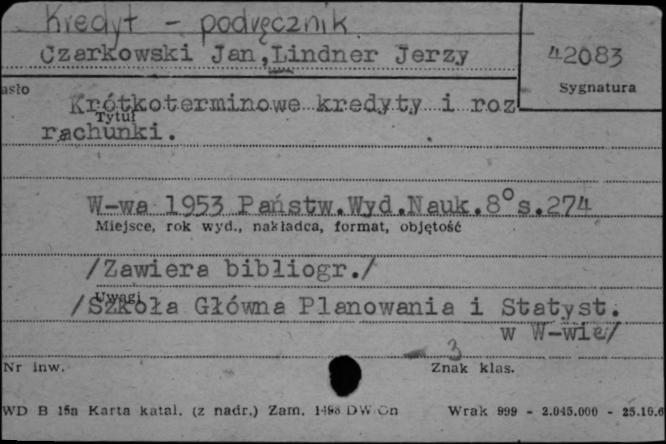 Kredyt - podręcznik
Czarkowski Jan,Lindner Jerzy
42083
asło
Sygnatura
Krótkoterminowe kredyty i roz
Tytuł
rachunki.
W-wa 1953 Państw.Wyd.Nauk.8° s.274
Miejsce, rok wyd., nakładca, format, objętość
/Zawiera bibliogr./
Uwagi
/Szkoła Główna Planowania i Statyst.
w W-wie/
3
Nr inw.
Znak klas.
WD B 15a Karta katal. (z nadr.) Zam. 1498 DW Wrak 999 - 2.045.000 - 25.10.6